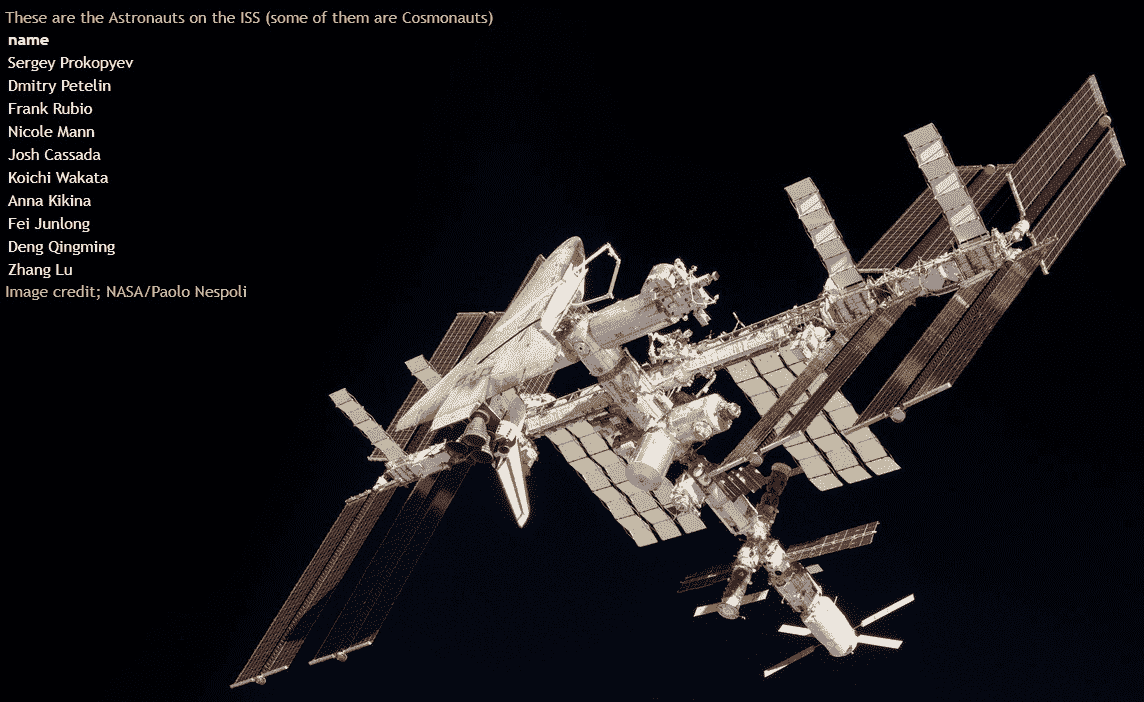 These are the Astronauts on the ISS (some of them are Cosmonauts)
name
Sergey Prokopyev
Dmitry Petelin
Frank Rubio
Nicole Mann
Josh Cassada
Koichi Wakata
Anna Kikina
Fei Junlong
Deng Qingming
Zhang Lu
Image credit; NASA/Paolo Nespoli